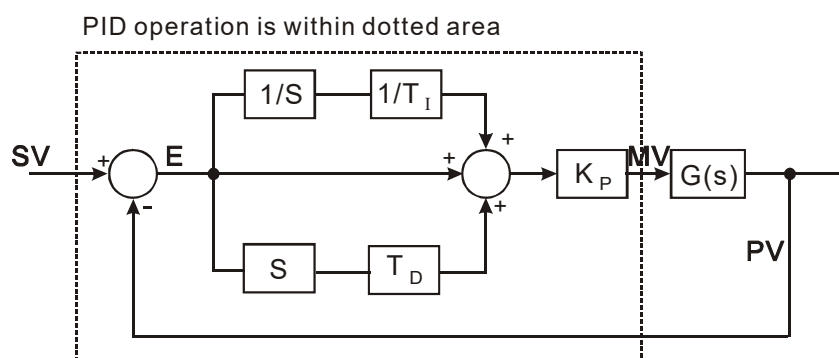 PID operation is within dotted area
1/S
1/T I
+
SV
+
E
+
K P
MV
G(s)
-
+
PV
S
T D